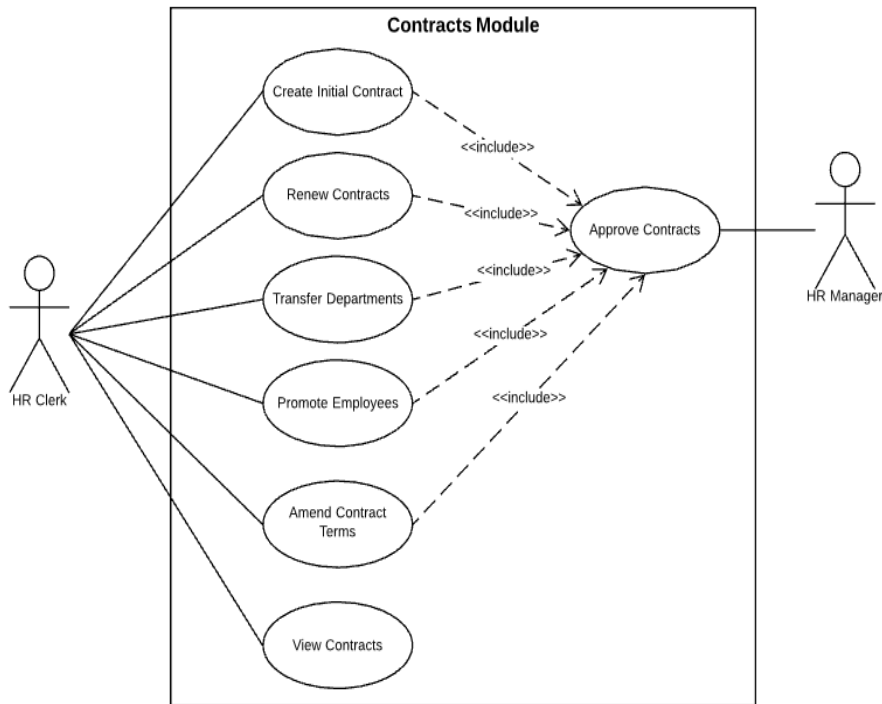 Contracts Module
Create Initial Contract
<<include>>
Renew Contracts
<<include>>
Approve Contracts
Transfer Departments
<<include>>
HR Manager
Promote Employees
<<include>>
HR Clerk
<<include>>
Amend Contract
Terms
View Contracts